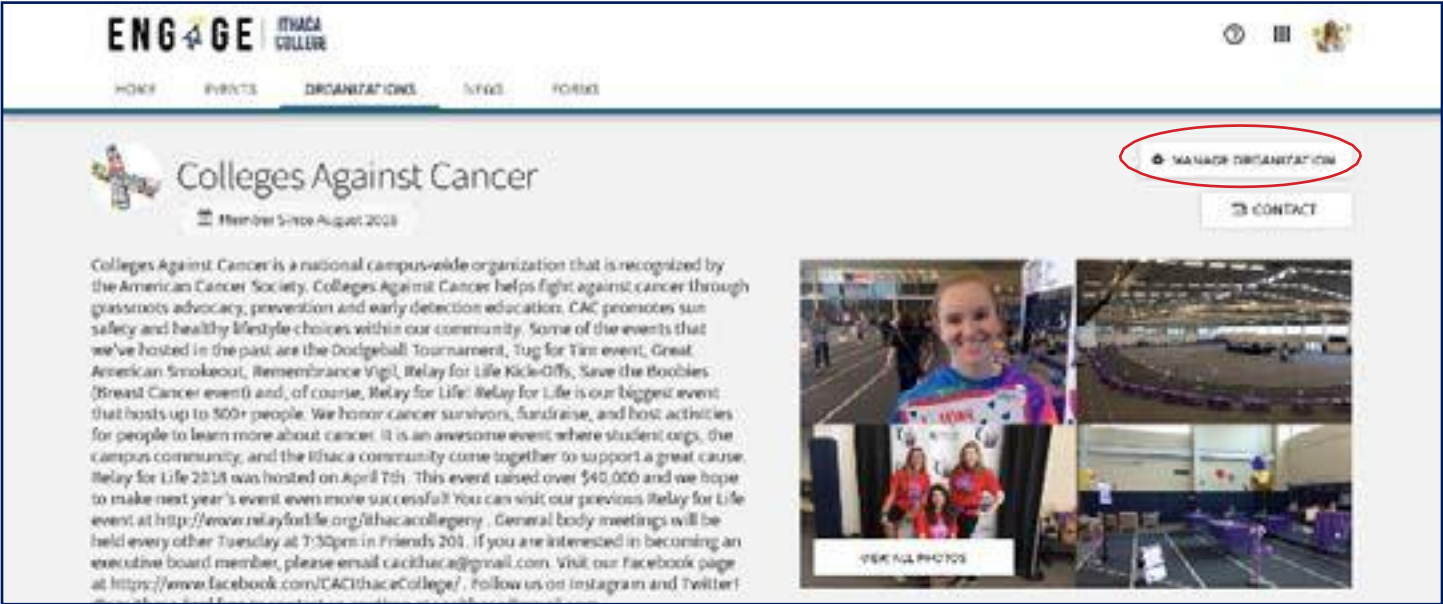 ENGAGE ITHACA COLLEGE
HOME EVENTS ORGANIZATIONS NEWS FORMS
Colleges Against Cancer
MANAGE ORGANIZATION
Member Since August 2018
CONTACT
Colleges Against Cancer is a national campus-wide organization that is recognized by
the American Cancer Society. Colleges Against Cancer helps fight against cancer through
grassroots advocacy, prevention and early detection education. CAC promotes sun
safety and healthy lifestyle choices within our community. Some of the events that
we've hosted in the past are the Dodgeball Tournament, Tug for Tim event, Great
American Smokeout, Remembrance Vigil, Relay for Life Kick-Offs, Save the Boobies
(Breast Cancer event) and, of course, Relay for Life! Relay for Life is our biggest event
that hosts up to 500+ people. We honor cancer survivors, fundraise, and host activities
for people to learn more about cancer. It is an awesome event where student orgs, the
campus community, and the Ithaca community come together to support a great cause.
Relay for Life 2018 was hosted on April 7th. This event raised over $40,000 and we hope
to make next year's event even more successful! You can visit our previous Relay for Life
event at http://www.relayforlife.org/ithacacollegeny . General body meetings will be
held every other Tuesday at 7:30pm in Friends 201. If you are interested in becoming an
executive board member, please email cacithaca@gmail.com. Visit our Facebook page
at https://www.facebook.com/CACIthacaCollege/ . Follow us on Instagram and Twitter!
VIEW ALL PHOTOS